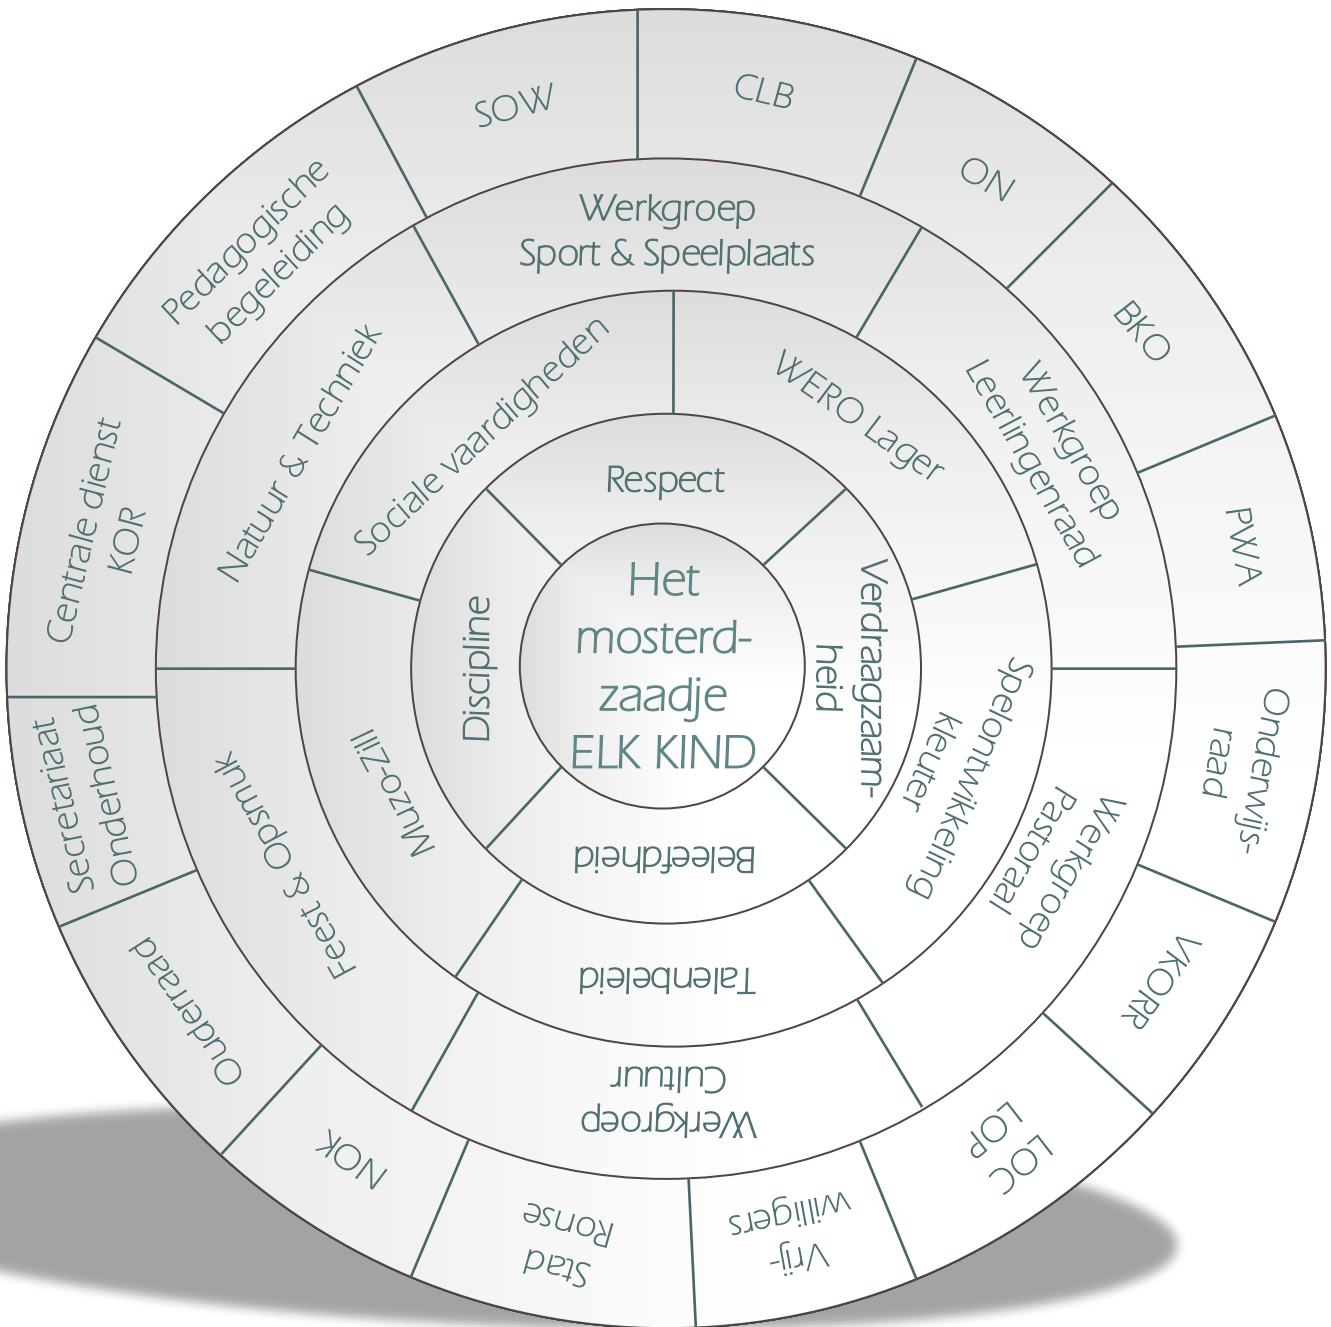 Het
mosterd-
zaadje
ELK KIND
Respect
Verdraagzaam-
heid
Beleefdheid
Discipline
Sociale vaardigheden
WERO Lager
Spelontwikkeling
kleuter
Talenbeleid
Muzo-Zill
Werkgroep
Sport & Speelplaats
Werkgroep
Leerlingenraad
Werkgroep
Pastoraal
Werkgroep
Cultuur
Feest & Opsmuk
Natuur & Techniek
SOW
CLB
ON
BKO
PWA
Onderwijs-
raad
VKORR
LOC
LOP
Vrij-
willigers
Stad
Ronse
NOK
Ouderraad
Secretariaat
Onderhoud
Centrale dienst
KOR
Pedagogische
begeleiding